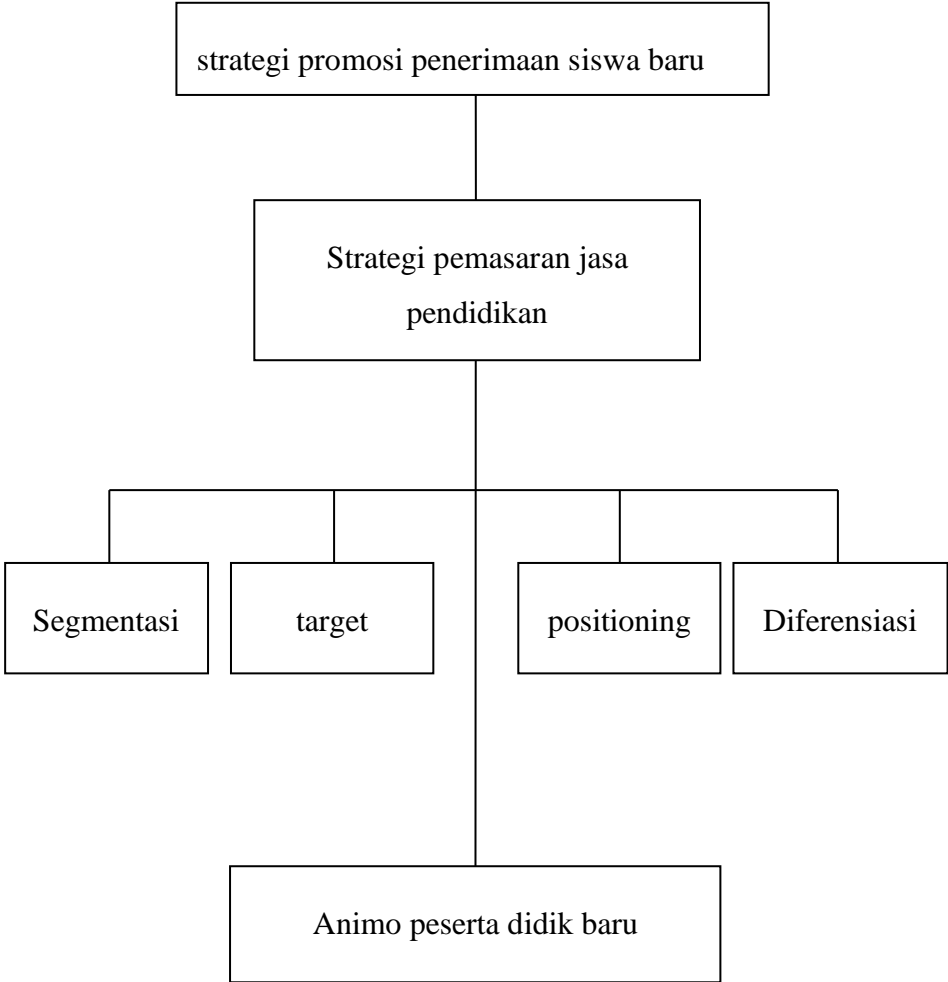 strategi promosi penerimaan siswa baru
Strategi pemasaran jasa
pendidikan
Segmentasi
target
positioning
Diferensiasi
Animo peserta didik baru